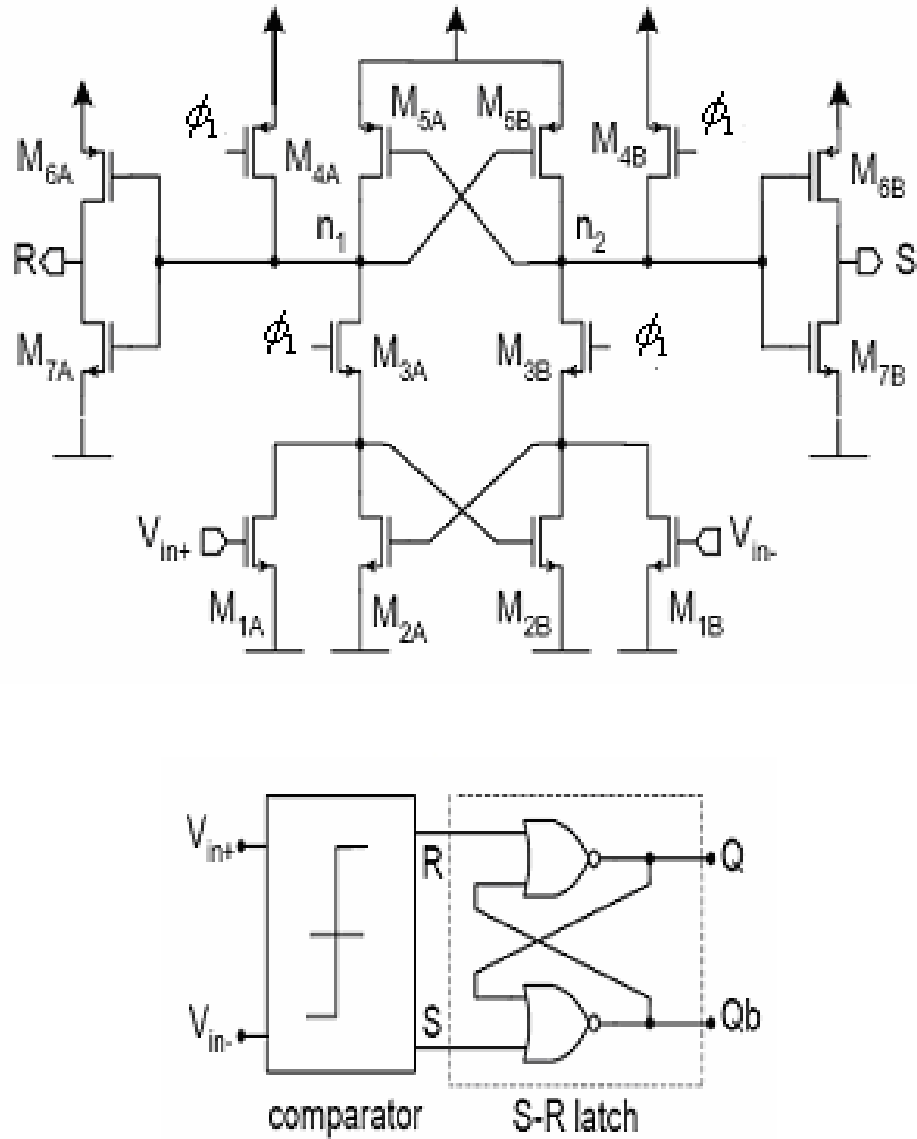 ϕ₁
M₅A
M₅B
ϕ₁
M₆A
M₄A
M₄B
M₆B
n₁
n₂
R
S
ϕ₁
ϕ₁
M₇A
M₃A
M₃B
M₇B
Vin+
Vin-
M₁A
M₂A
M₂B
M₁B
Vin+
R
Q
Vin-
S
Qb
comparator
S-R latch